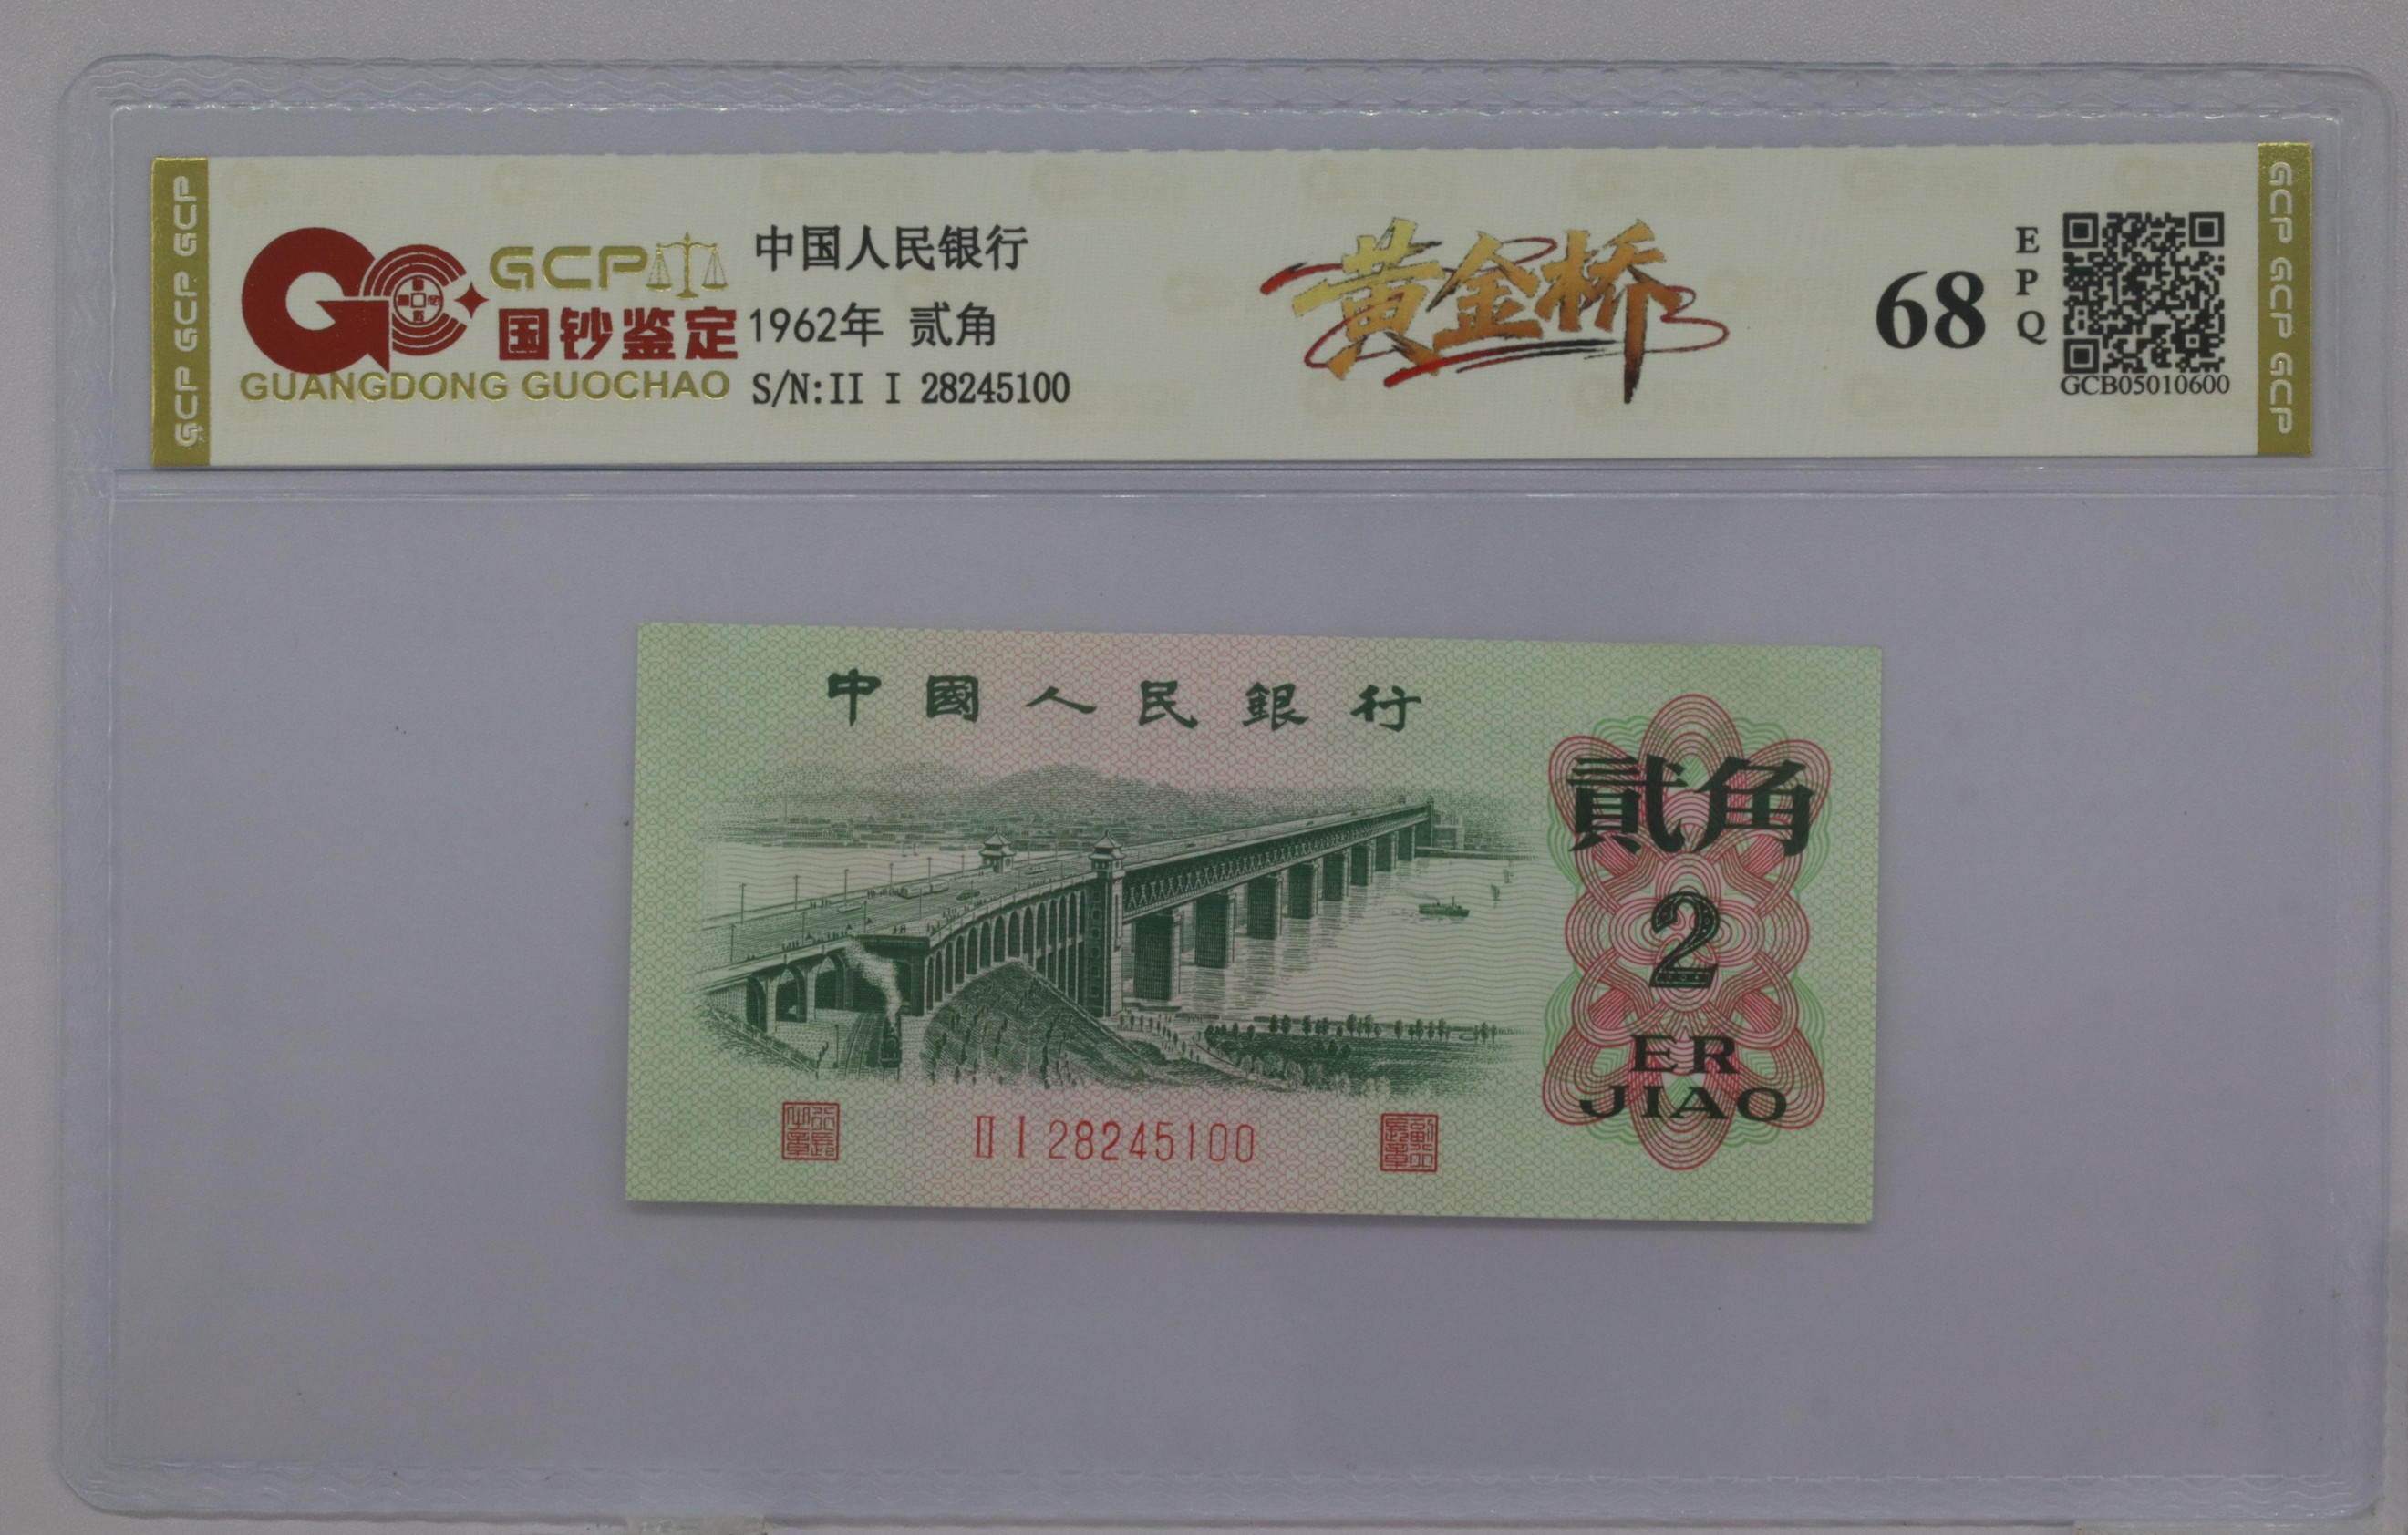 GCP GCP GCP
GCP
国钞鉴定
GUANGDONG GUOCHAO
中国人民银行
1962年 贰角
S/N:II I 28245100
黄金桥
68
EPQ
GCB05010600
GCP GCP GCP
中國人民銀行
貳角
2
ER
JIAO
II I 28245100